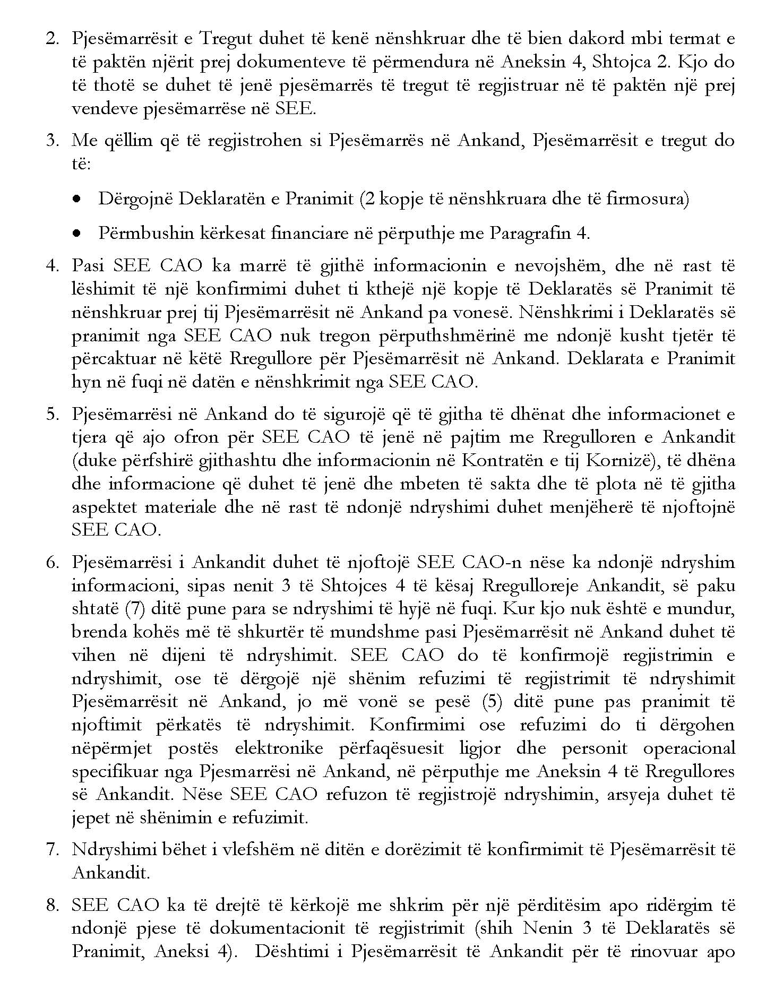 2. Pjesëmarrësit e Tregut duhet të kenë nënshkruar dhe të bien dakord mbi termat e
të paktën njërit prej dokumenteve të përmendura në Aneksin 4, Shtojca 2. Kjo do
të thotë se duhet të jenë pjesëmarrës të tregut të regjistruar në të paktën një prej
vendeve pjesëmarrëse në SEE.
3. Me qëllim që të regjistrohen si Pjesëmarrës në Ankand, Pjesëmarrësit e tregut do
të:
• Dërgojnë Deklaratën e Pranimit (2 kopje të nënshkruara dhe të firmosura)
• Përmbushin kërkesat financiare në përputhje me Paragrafin 4.
4. Pasi SEE CAO ka marrë të gjithë informacionin e nevojshëm, dhe në rast të
lëshimit të një konfirmimi duhet ti kthejë një kopje të Deklaratës së Pranimit të
nënshkruar prej tij Pjesëmarrësit në Ankand pa vonesë. Nënshkrimi i Deklaratës së
pranimit nga SEE CAO nuk tregon përputhshmërinë me ndonjë kusht tjetër të
përcaktuar në këtë Rregullore për Pjesëmarrësit në Ankand. Deklarata e Pranimit
hyn në fuqi në datën e nënshkrimit nga SEE CAO.
5. Pjesëmarrësi në Ankand do të sigurojë që të gjitha të dhënat dhe informacionet e
tjera që ajo ofron për SEE CAO të jenë në pajtim me Rregulloren e Ankandit
(duke përfshirë gjithashtu dhe informacionin në Kontratën e tij Kornizë), të dhëna
dhe informacione që duhet të jenë dhe mbeten të sakta dhe të plota në të gjitha
aspektet materiale dhe në rast të ndonjë ndryshimi duhet menjëherë të njoftojnë
SEE CAO.
6. Pjesëmarrësi i Ankandit duhet të njoftojë SEE CAO-n nëse ka ndonjë ndryshim
informacioni, sipas nenit 3 të Shtojces 4 të kësaj Rregulloreje Ankandit, së paku
shtatë (7) ditë pune para se ndryshimi të hyjë në fuqi. Kur kjo nuk është e mundur,
brenda kohës më të shkurtër të mundshme pasi Pjesëmarrësit në Ankand duhet të
vihen në dijeni të ndryshimit. SEE CAO do të konfirmojë regjistrimin e
ndryshimit, ose të dërgojë një shënim refuzimi të regjistrimit të ndryshimit
Pjesëmarrësit në Ankand, jo më vonë se pesë (5) ditë pune pas pranimit të
njoftimit përkatës të ndryshimit. Konfirmimi ose refuzimi do ti dërgohen
nëpërmjet postës elektronike përfaqësuesit ligjor dhe personit operacional
specifikuar nga Pjesmarrësi në Ankand, në përputhje me Aneksin 4 të Rregullores
së Ankandit. Nëse SEE CAO refuzon të regjistrojë ndryshimin, arsyeja duhet të
jepet në shënimin e refuzimit.
7. Ndryshimi bëhet i vlefshëm në ditën e dorëzimit të konfirmimit të Pjesëmarrësit të
Ankandit.
8. SEE CAO ka të drejtë të kërkojë me shkrim për një përditësim apo ridërgim të
ndonjë pjese të dokumentacionit të regjistrimit (shih Nenin 3 të Deklaratës së
Pranimit, Aneksi 4). Dështimi i Pjesëmarrësit të Ankandit për të rinovuar apo